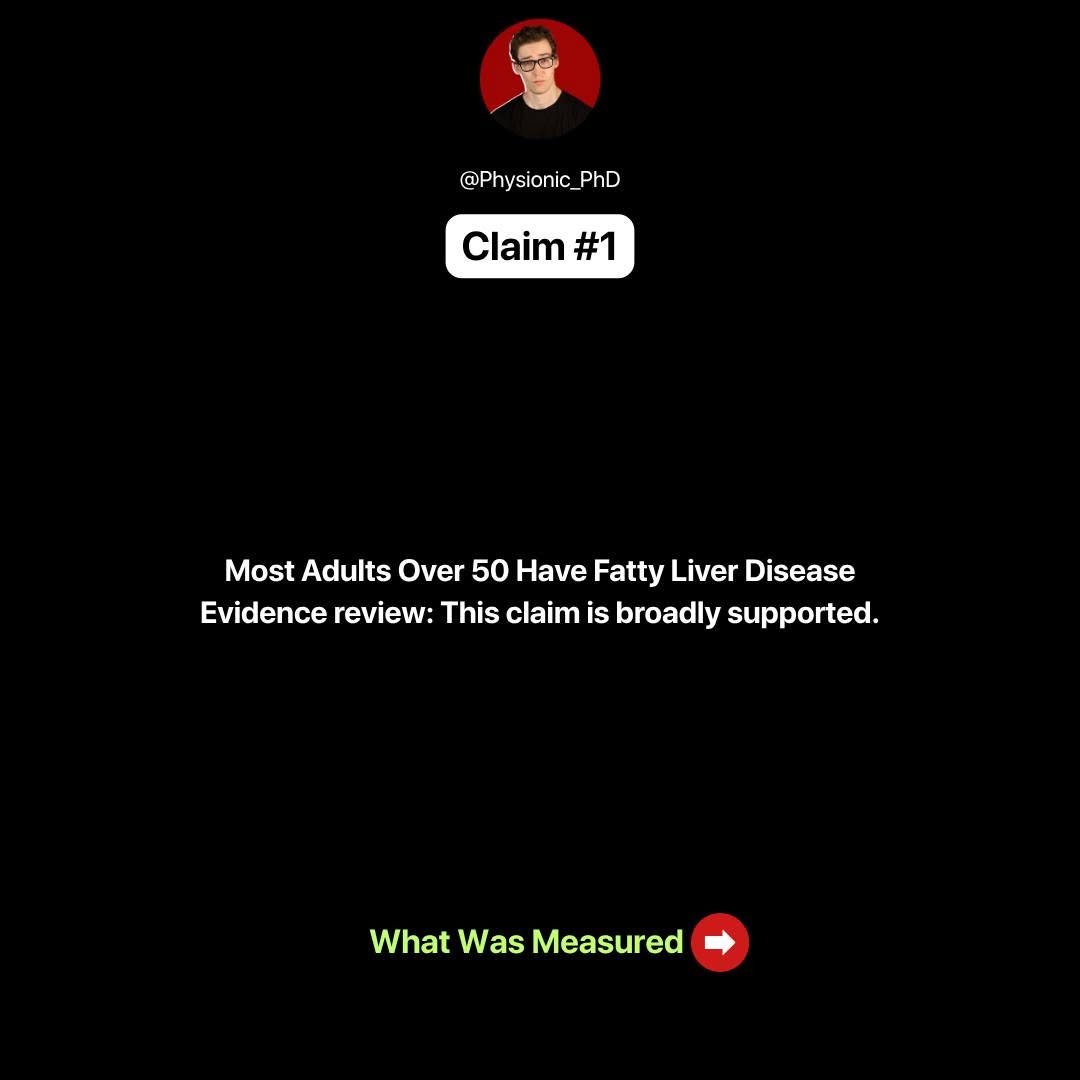 @Physionic_PhD
Claim #1
Most Adults Over 50 Have Fatty Liver Disease
Evidence review: This claim is broadly supported.
What Was Measured